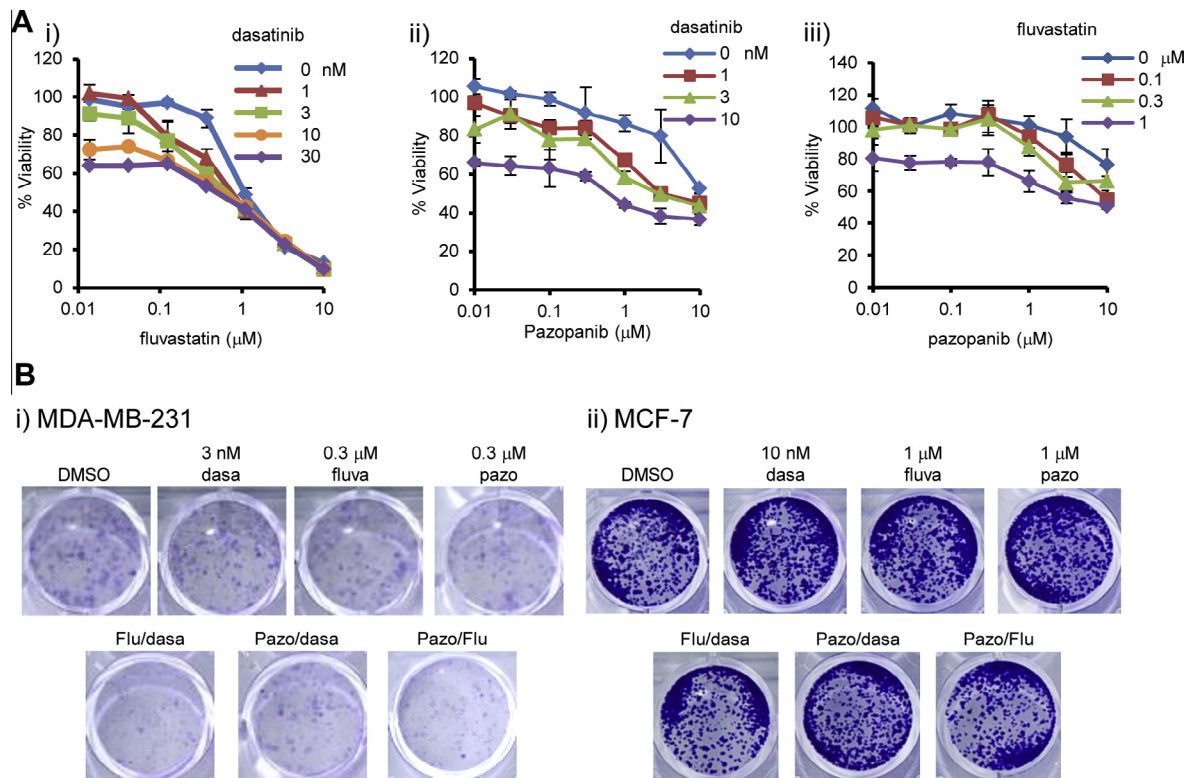 A
i)
dasatinib
0 nM
1
3
10
30
% Viability
120
100
80
60
40
20
0
0.01 0.1 1 10
fluvastatin (μM)
ii)
dasatinib
0 nM
1
3
10
% Viability
120
100
80
60
40
20
0
0.01 0.1 1 10
Pazopanib (μM)
iii)
fluvastatin
0 μM
0.1
0.3
1
% Viability
140
120
100
80
60
40
20
0
0.01 0.1 1 10
pazopanib (μM)
B
i) MDA-MB-231
DMSO
3 nM
dasa
0.3 μM
fluva
0.3 μM
pazo
Flu/dasa Pazo/dasa Pazo/Flu
ii) MCF-7
DMSO
10 nM
dasa
1 μM
fluva
1 μM
pazo
Flu/dasa Pazo/dasa Pazo/Flu